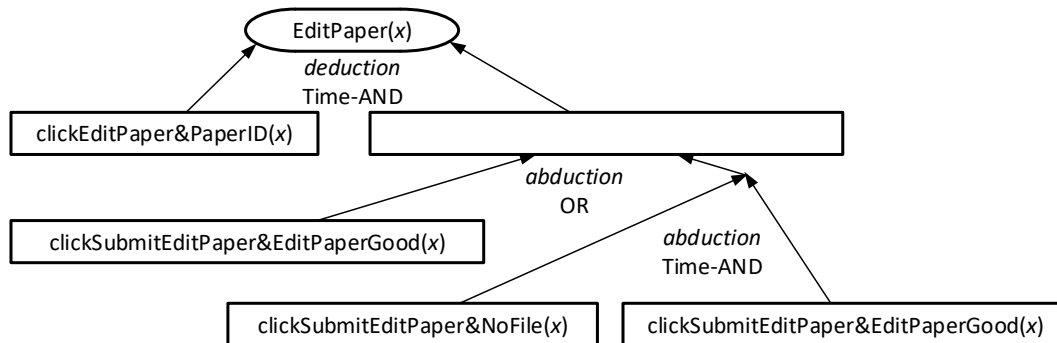 EditPaper(x)
deduction
Time-AND
clickEditPaper&PaperID(x)
abduction
OR
clickSubmitEditPaper&EditPaperGood(x)
abduction
Time-AND
clickSubmitEditPaper&NoFile(x)
clickSubmitEditPaper&EditPaperGood(x)